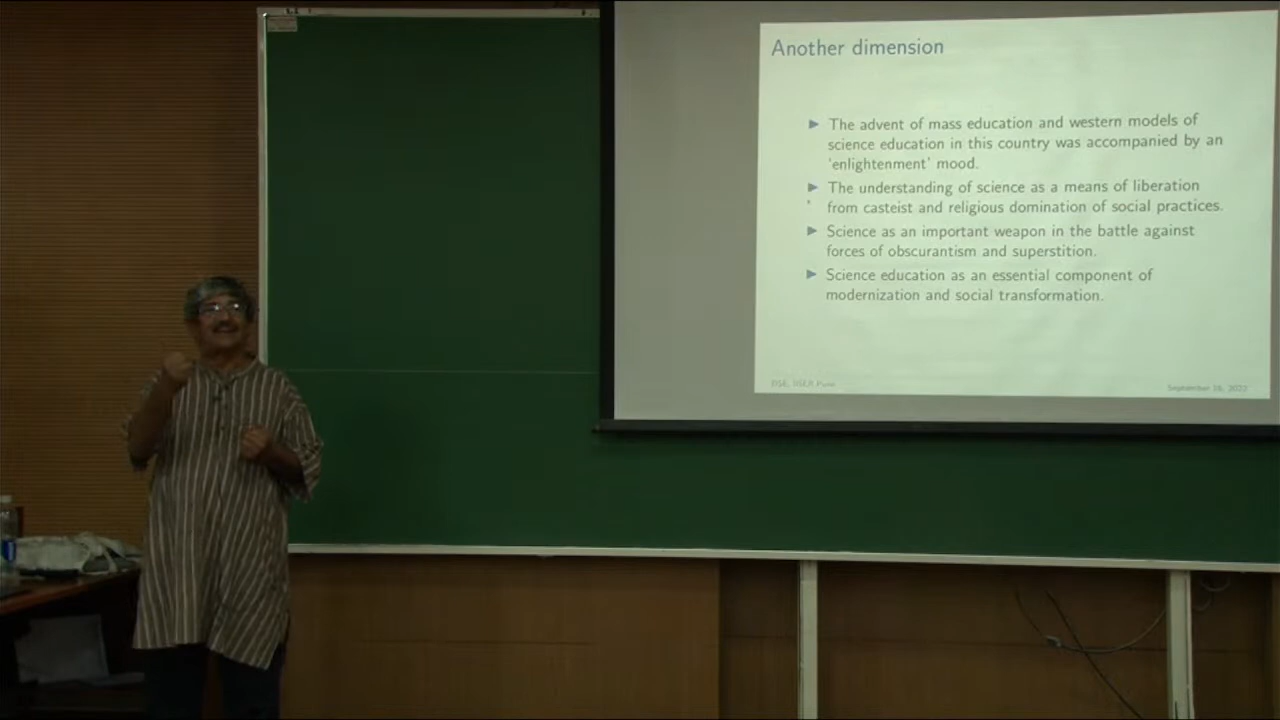 Another dimension
▶ The advent of mass education and western models of
science education in this country was accompanied by an
'enlightenment' mood.
▶ The understanding of science as a means of liberation
from casteist and religious domination of social practices.
▶ Science as an important weapon in the battle against
forces of obscurantism and superstition.
▶ Science education as an essential component of
modernization and social transformation.
Pune
September